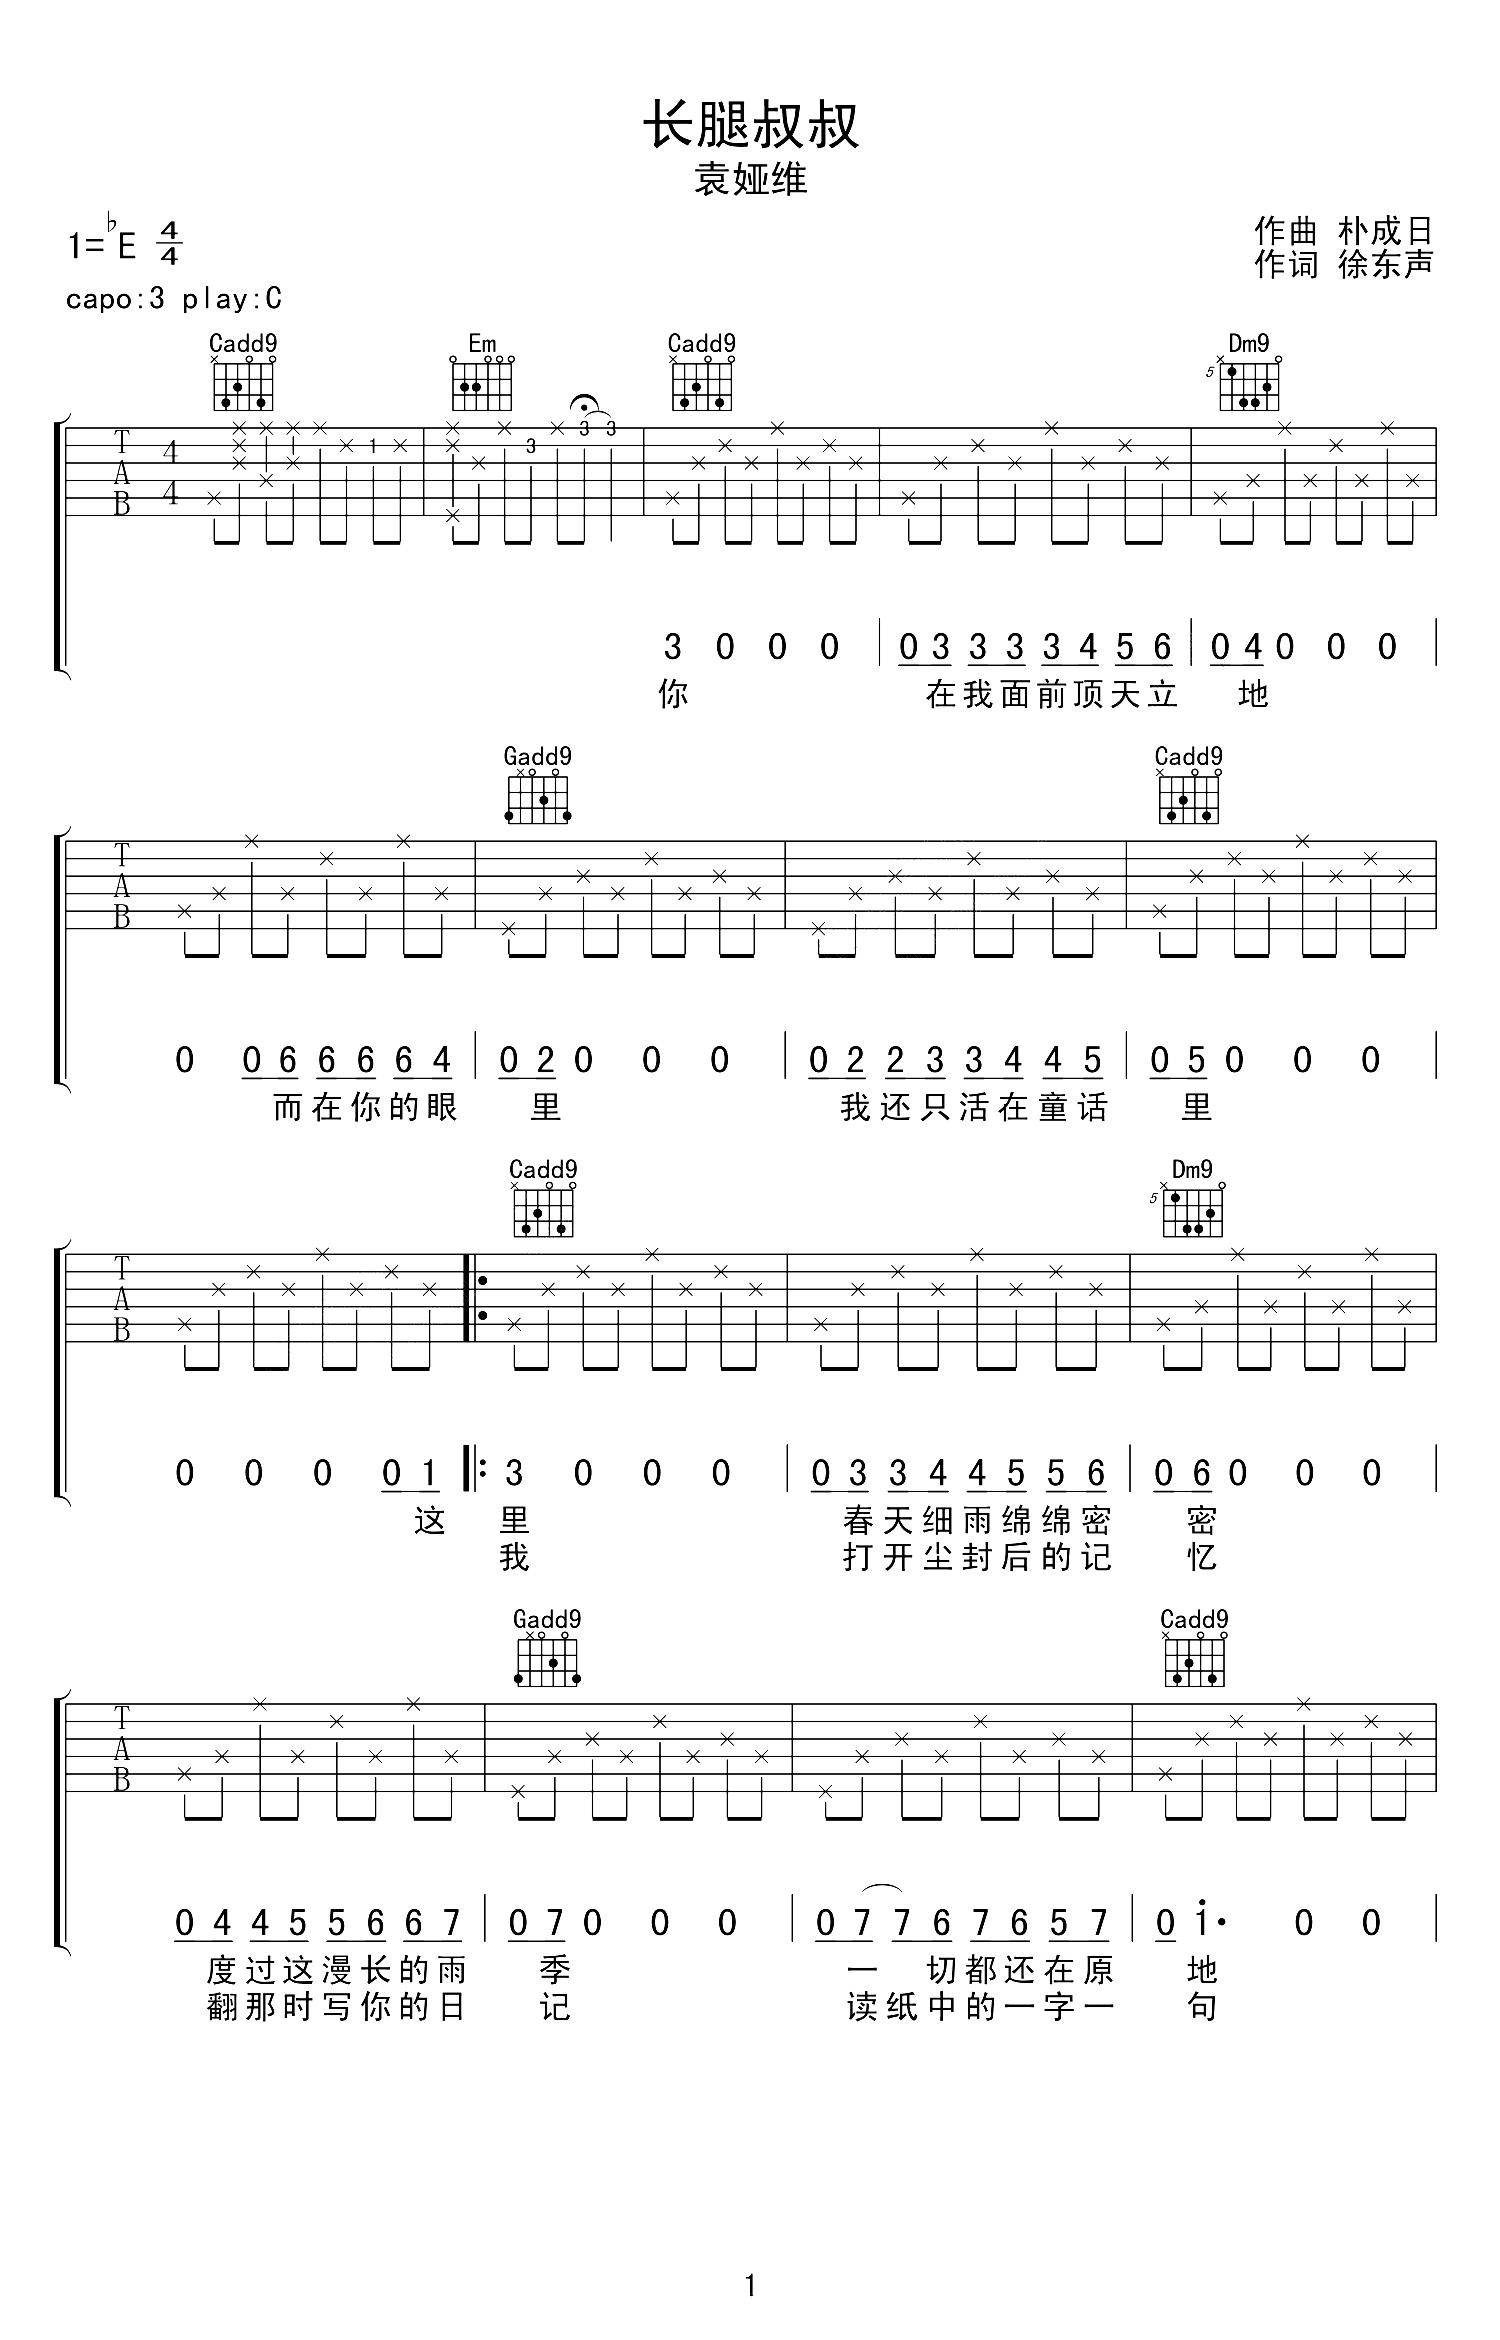 长腿叔叔
袁娅维
1=♭E 4/4
作曲 朴成日
作词 徐东声
capo:3 play:C
Cadd9 Em Cadd9 Dm9
5
T A B 4 4 1 3 3 3
3 0 0 0 | 0 3 3 3 3 4 5 6 | 0 4 0 0 0 |
你 在我面前顶天立 地
Gadd9 Cadd9
T A B
0 0 6 6 6 6 4 | 0 2 0 0 0 | 0 2 2 3 3 4 4 5 | 0 5 0 0 0 |
而在你的眼 里 我还只活在童话 里
Cadd9 Dm9
5
T A B
0 0 0 0 1 |: 3 0 0 0 | 0 3 3 4 4 5 5 6 | 0 6 0 0 0 |
这 里 春天细雨绵绵密 密
我 打开尘封后的记 忆
Gadd9 Cadd9
T A B
0 4 4 5 5 6 6 7 | 0 7 0 0 0 | 0 7 7 6 7 6 5 7 | 0 1̇· 0 0 |
度过这漫长的雨 季 一 切都还在原 地
翻那时写你的日 记 读纸中的一字一 句
1